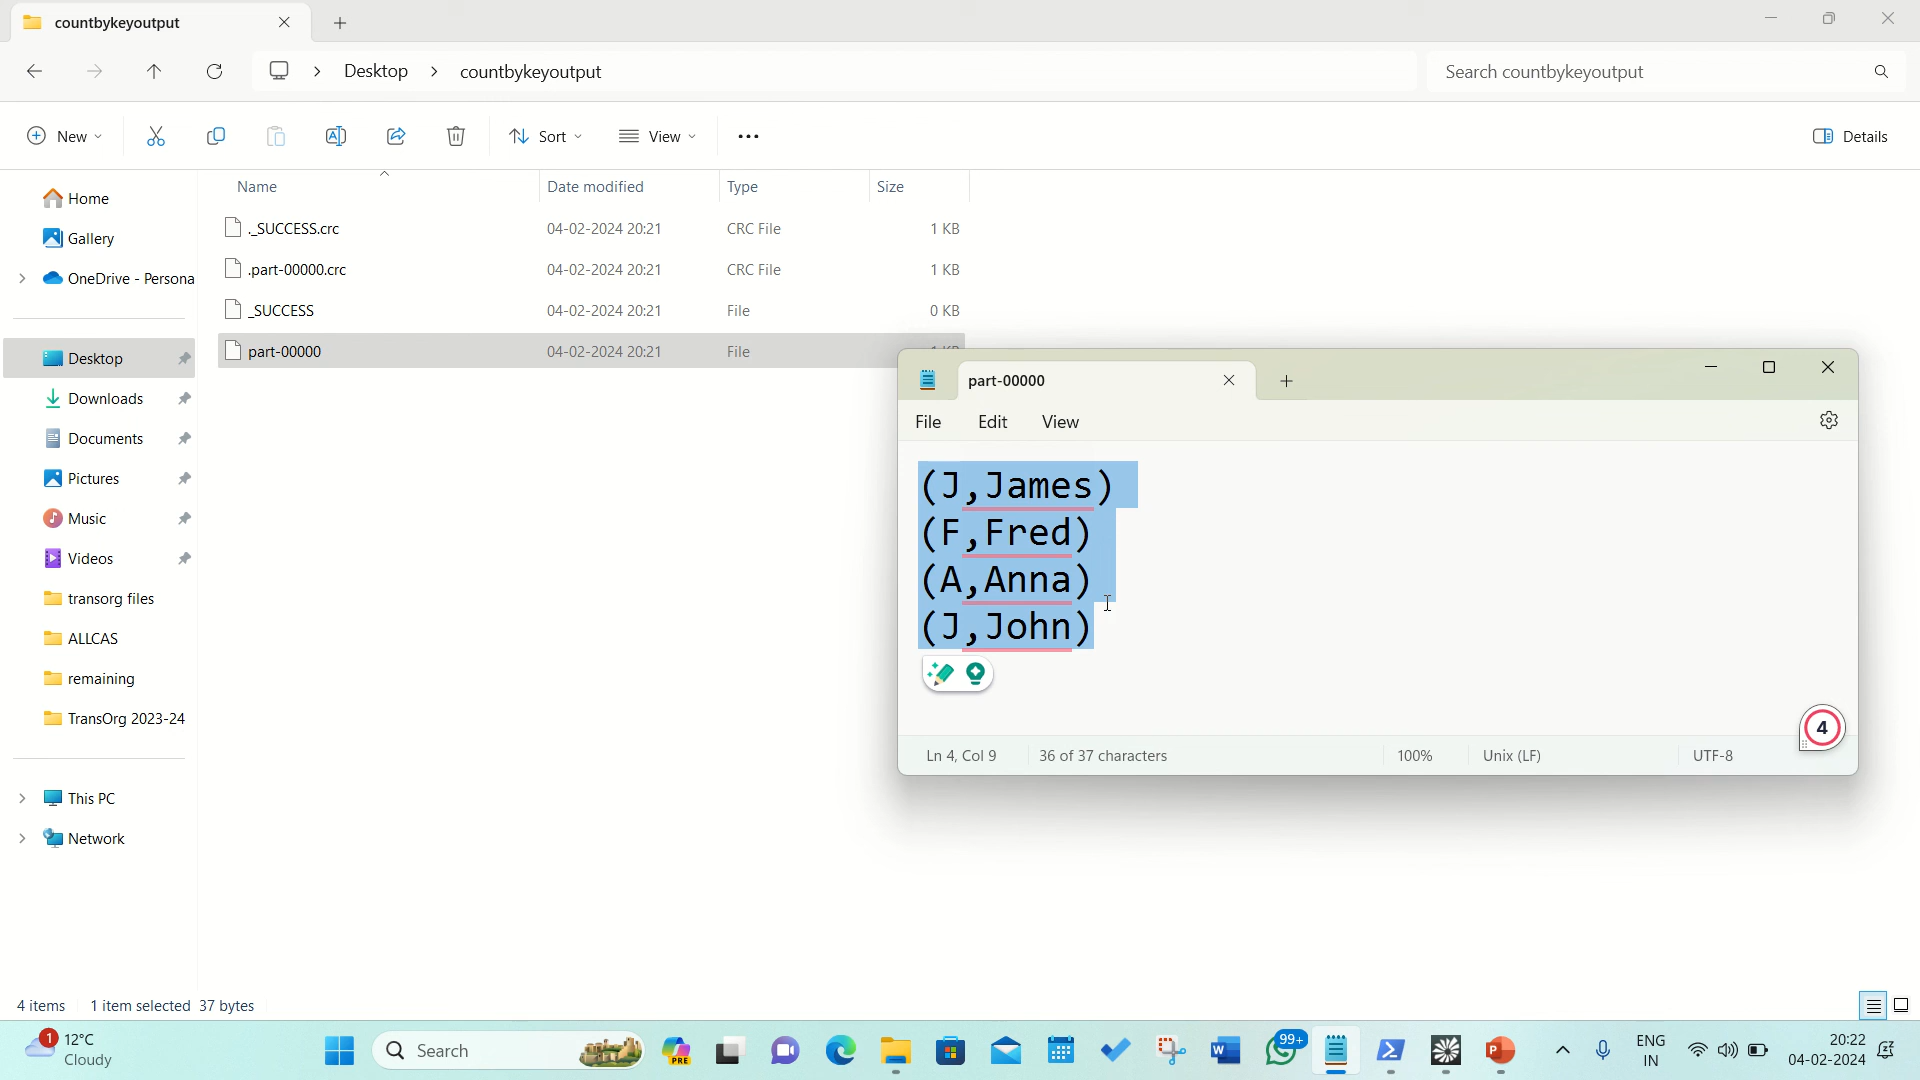 countbykeyoutput
Desktop
countbykeyoutput
Search countbykeyoutput
New
Sort
View
Details
Name
Date modified
Type
Size
._SUCCESS.crc
04-02-2024 20:21
CRC File
1 KB
.part-00000.crc
04-02-2024 20:21
CRC File
1 KB
_SUCCESS
04-02-2024 20:21
File
0 KB
part-00000
04-02-2024 20:21
File
Home
Gallery
OneDrive - Persona
Desktop
Downloads
Documents
Pictures
Music
Videos
transorg files
ALLCAS
remaining
TransOrg 2023-24
This PC
Network
part-00000
File
Edit
View
(J,James)
(F,Fred)
(A,Anna)
(J,John)
4
Ln 4, Col 9
36 of 37 characters
100%
Unix (LF)
UTF-8
4 items
1 item selected 37 bytes
1
12°C
Cloudy
Search
PRE
W
99+
P
ENG
IN
20:22
04-02-2024